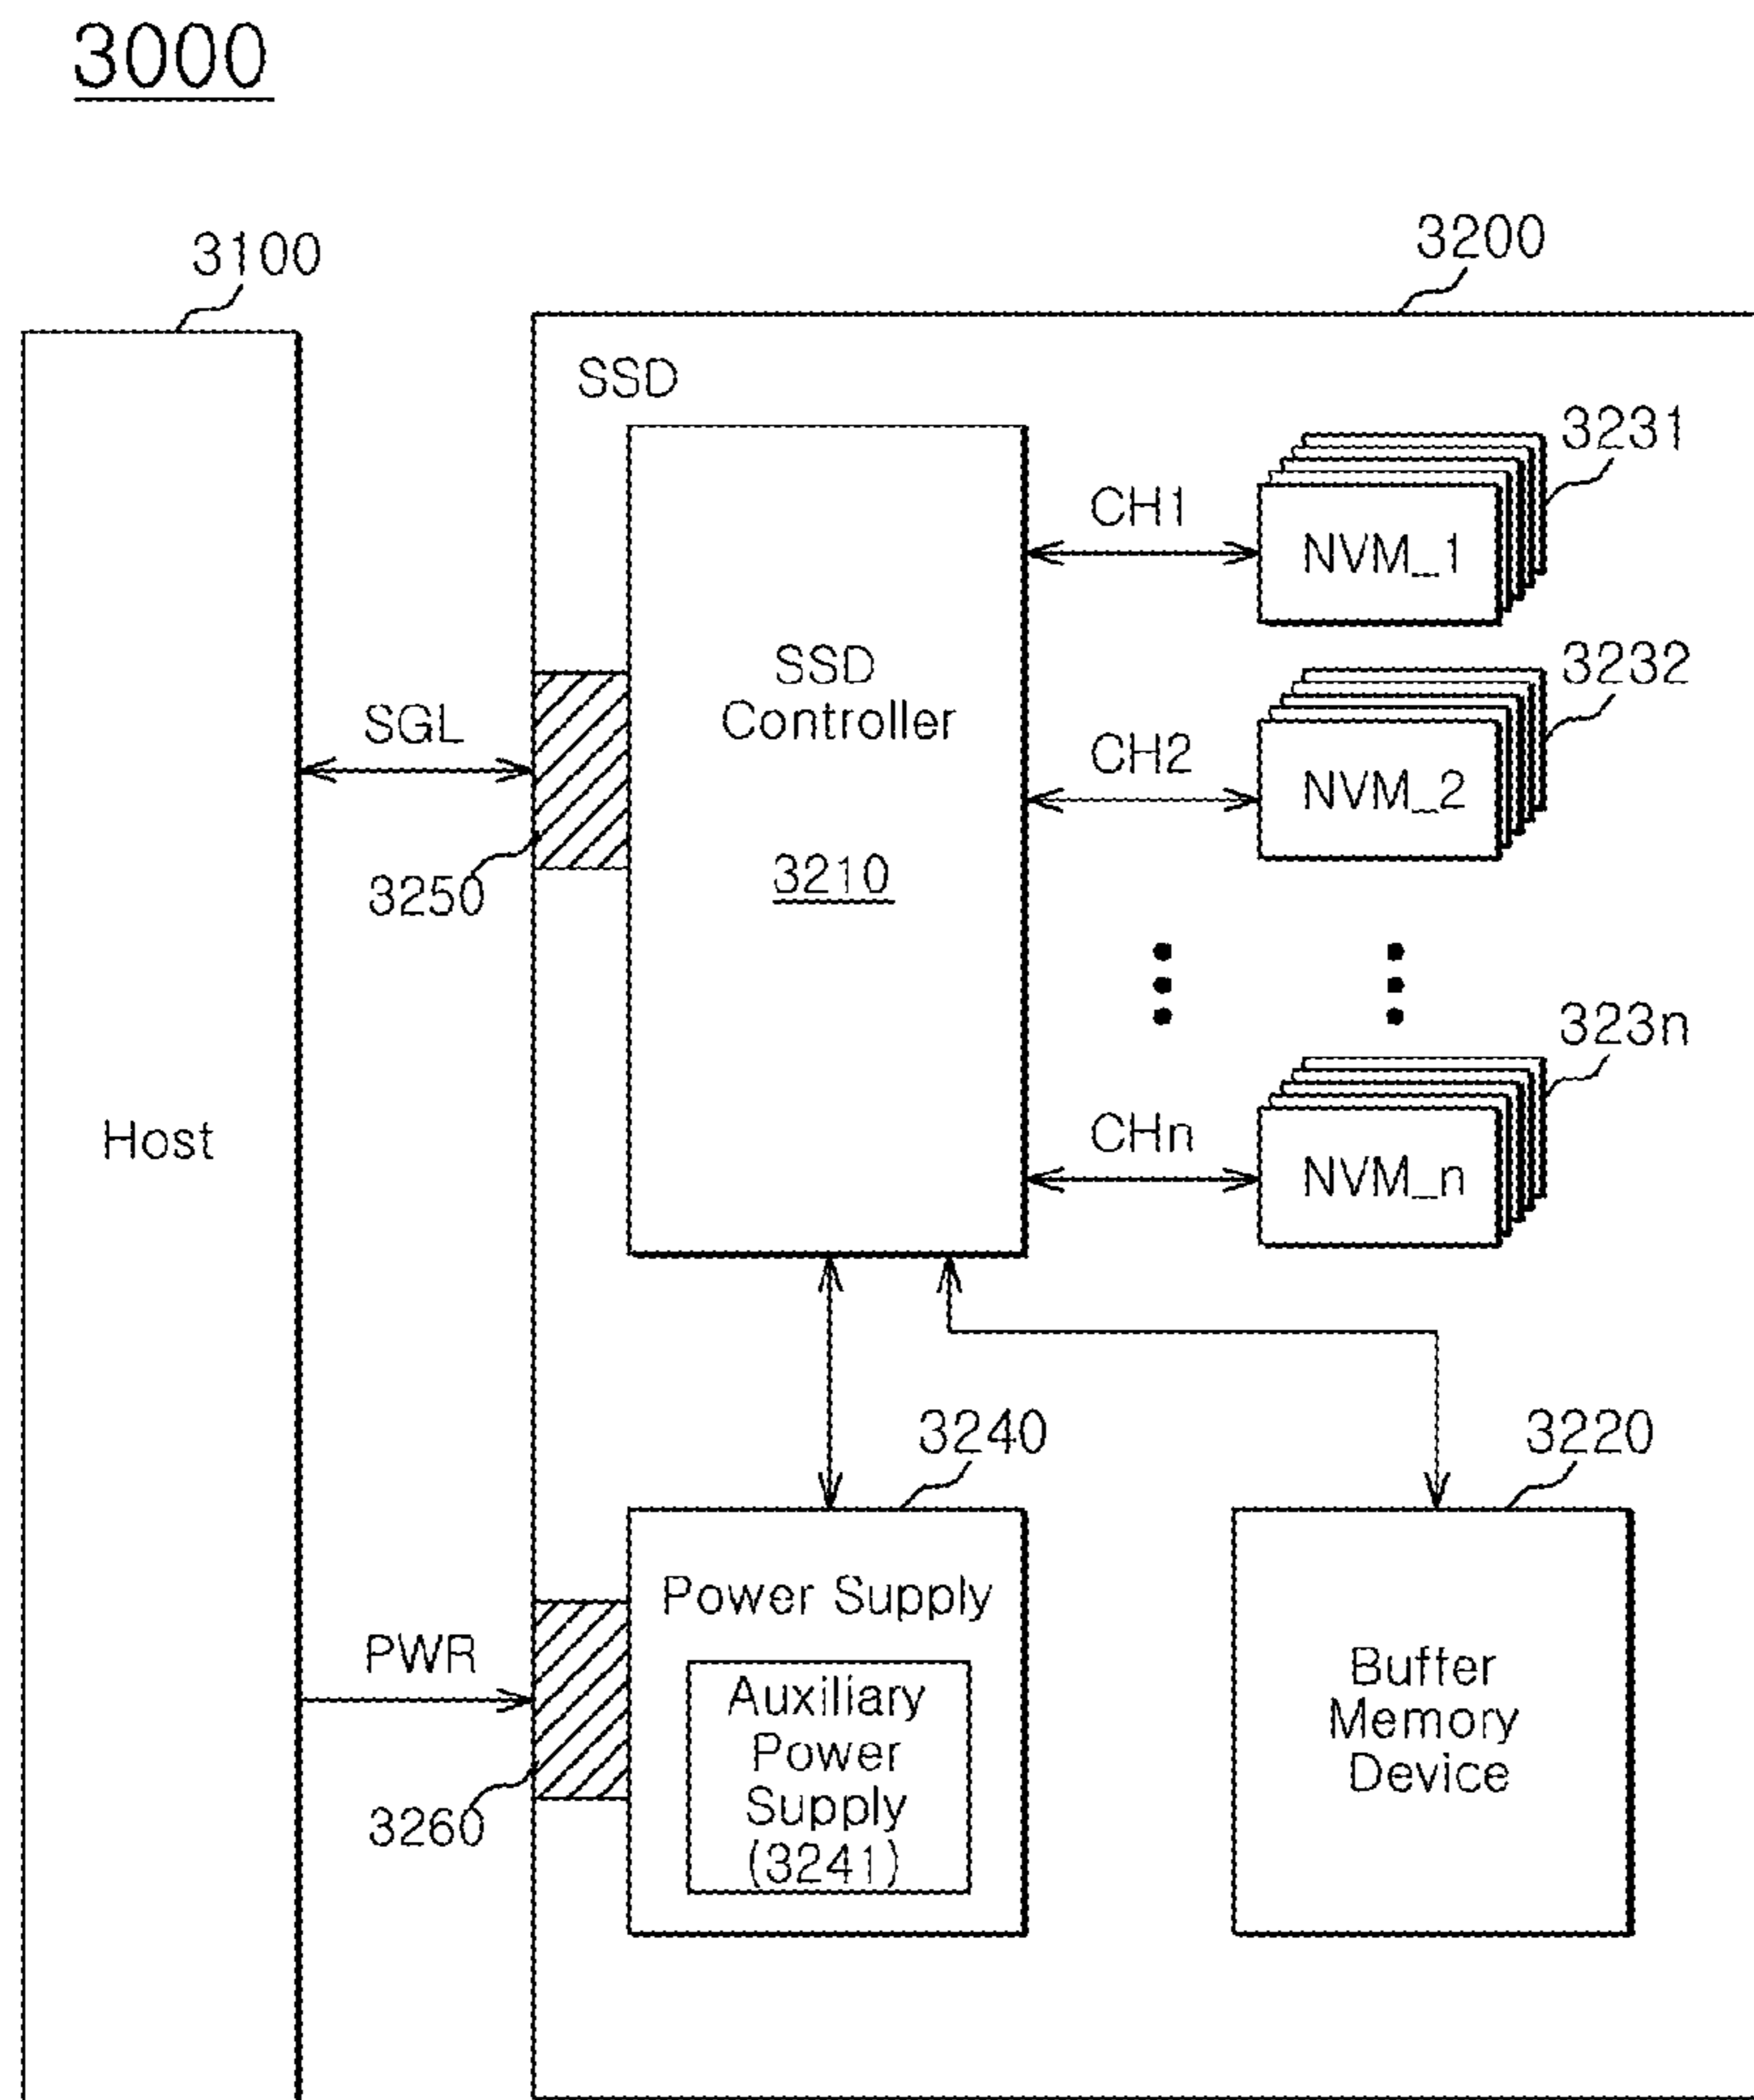 3000
3100
3200
SSD
3231
CH1
NVM_1
SSD
Controller
3210
3232
CH2
NVM_2
SGL
3250
323n
CHn
NVM_n
Host
3240
3220
Power Supply
PWR
Auxiliary
Power
Supply
(3241)
3260
Buffer
Memory
Device